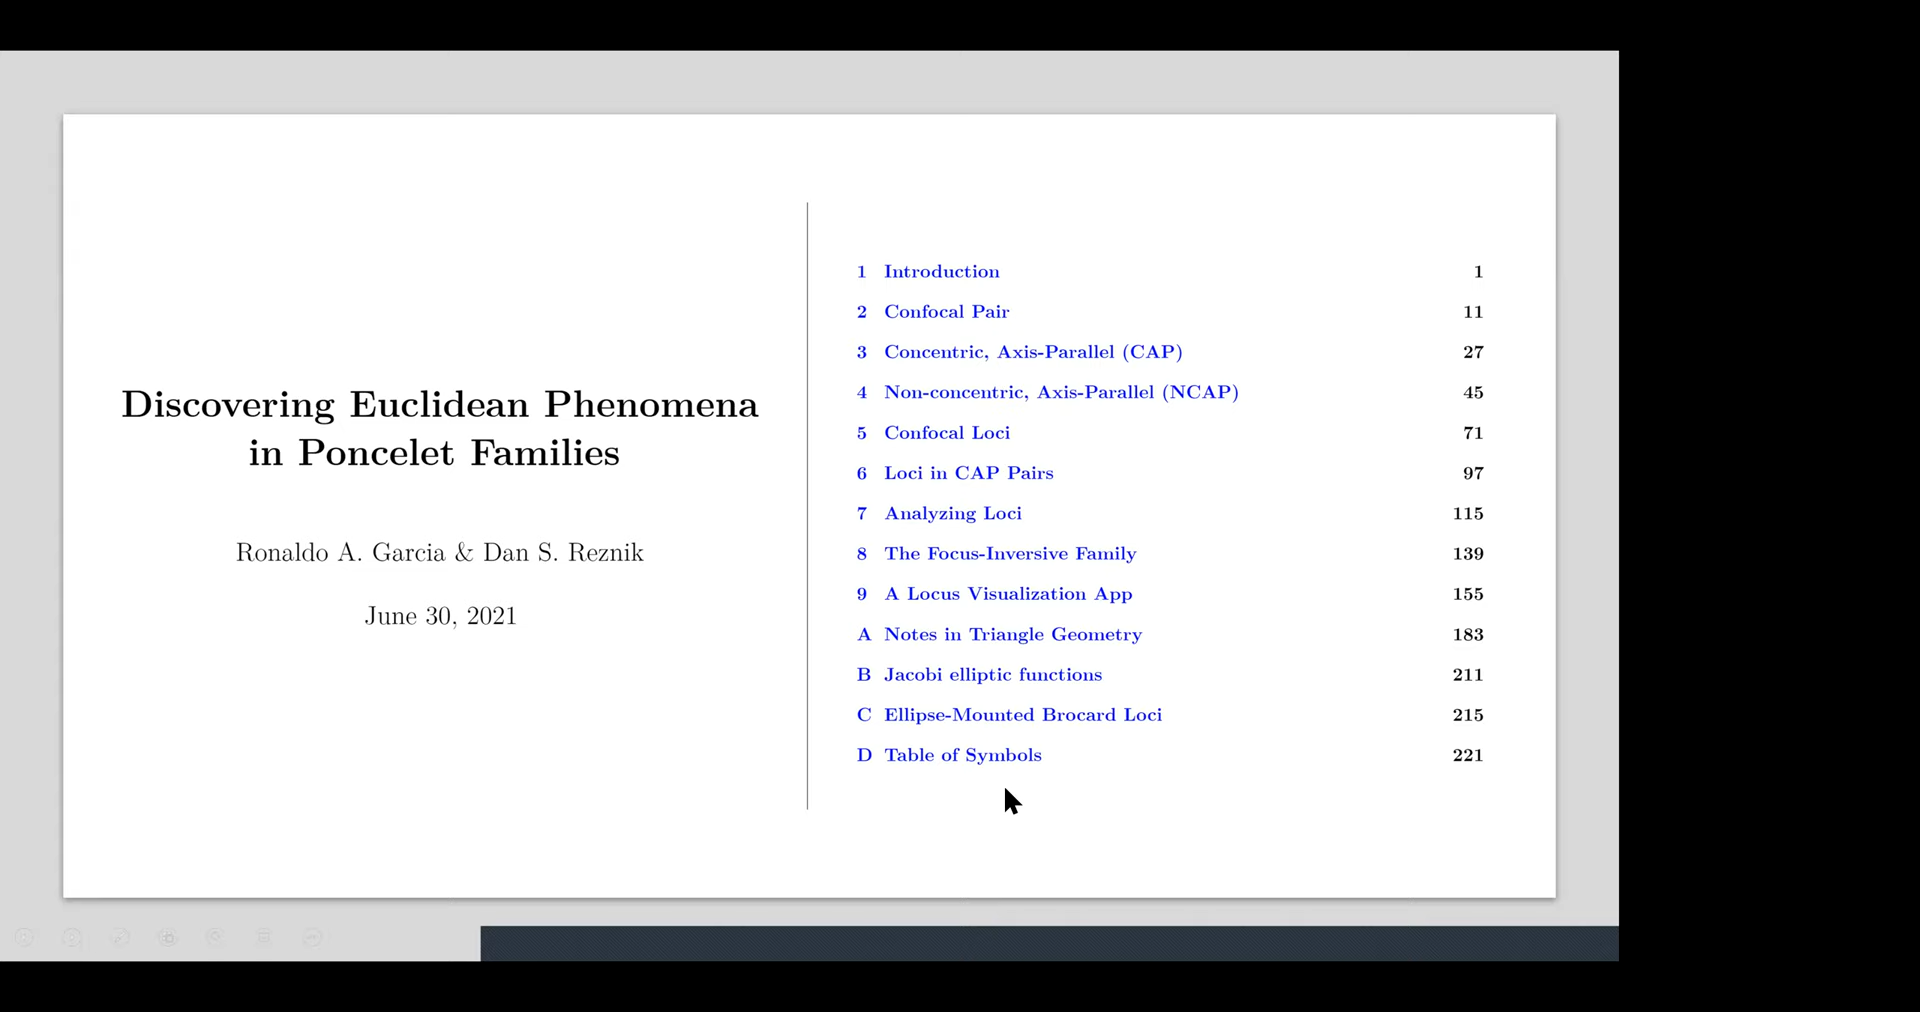 Discovering Euclidean Phenomena
in Poncelet Families
Ronaldo A. Garcia & Dan S. Reznik
June 30, 2021
1 Introduction 1
2 Confocal Pair 11
3 Concentric, Axis-Parallel (CAP) 27
4 Non-concentric, Axis-Parallel (NCAP) 45
5 Confocal Loci 71
6 Loci in CAP Pairs 97
7 Analyzing Loci 115
8 The Focus-Inversive Family 139
9 A Locus Visualization App 155
A Notes in Triangle Geometry 183
B Jacobi elliptic functions 211
C Ellipse-Mounted Brocard Loci 215
D Table of Symbols 221